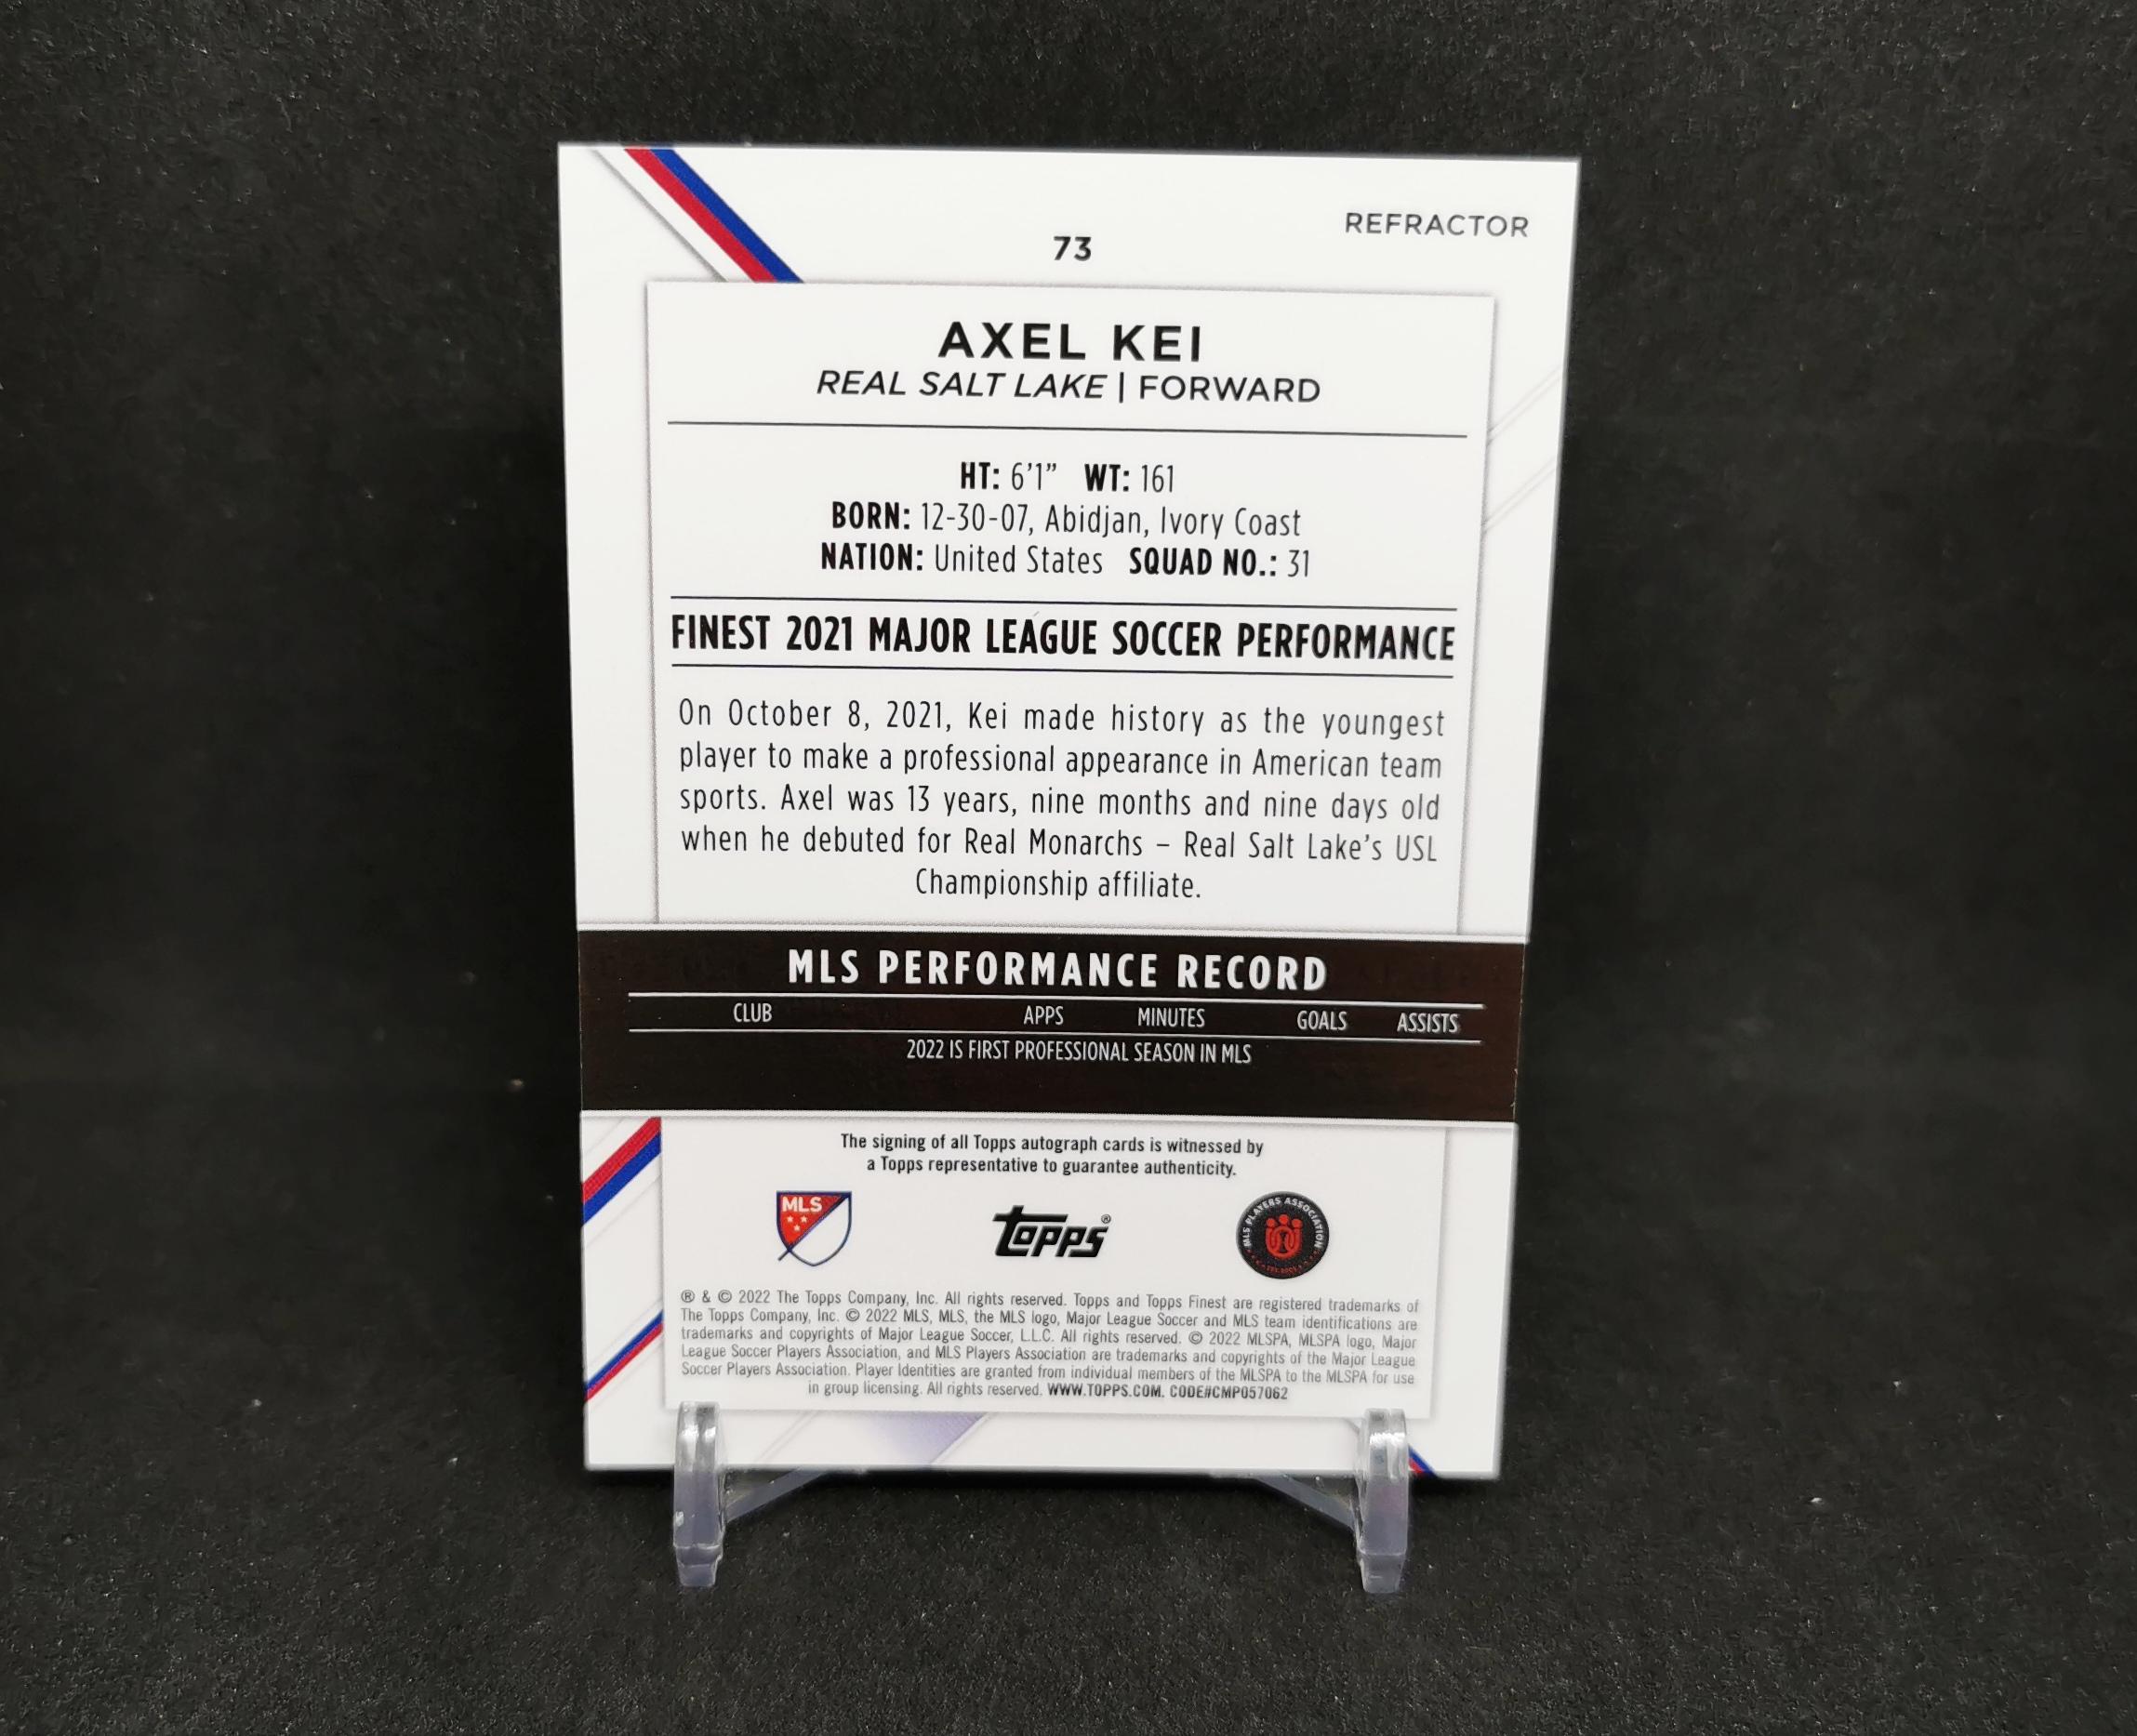 REFRACTOR
73
AXEL KEI
REAL SALT LAKE | FORWARD
HT: 6'1” WT: 161
BORN: 12-30-07, Abidjan, Ivory Coast
NATION: United States SQUAD NO.: 31
FINEST 2021 MAJOR LEAGUE SOCCER PERFORMANCE
On October 8, 2021, Kei made history as the youngest
player to make a professional appearance in American team
sports. Axel was 13 years, nine months and nine days old
when he debuted for Real Monarchs – Real Salt Lake's USL
Championship affiliate.
MLS PERFORMANCE RECORD
CLUB APPS MINUTES GOALS ASSISTS
2022 IS FIRST PROFESSIONAL SEASON IN MLS
The signing of all Topps autograph cards is witnessed by
a Topps representative to guarantee authenticity.
MLS
topps®
MLS PLAYERS ASSOCIATION
® & © 2022 The Topps Company, Inc. All rights reserved. Topps and Topps Finest are registered trademarks of
The Topps Company, Inc. © 2022 MLS, MLS, the MLS logo, Major League Soccer and MLS team identifications are
trademarks and copyrights of Major League Soccer, L.L.C. All rights reserved. © 2022 MLSPA, MLSPA logo, Major
League Soccer Players Association, and MLS Players Association are trademarks and copyrights of the Major League
Soccer Players Association. Player Identities are granted from individual members of the MLSPA to the MLSPA for use
in group licensing. All rights reserved. WWW.TOPPS.COM. CODE#CMP057062